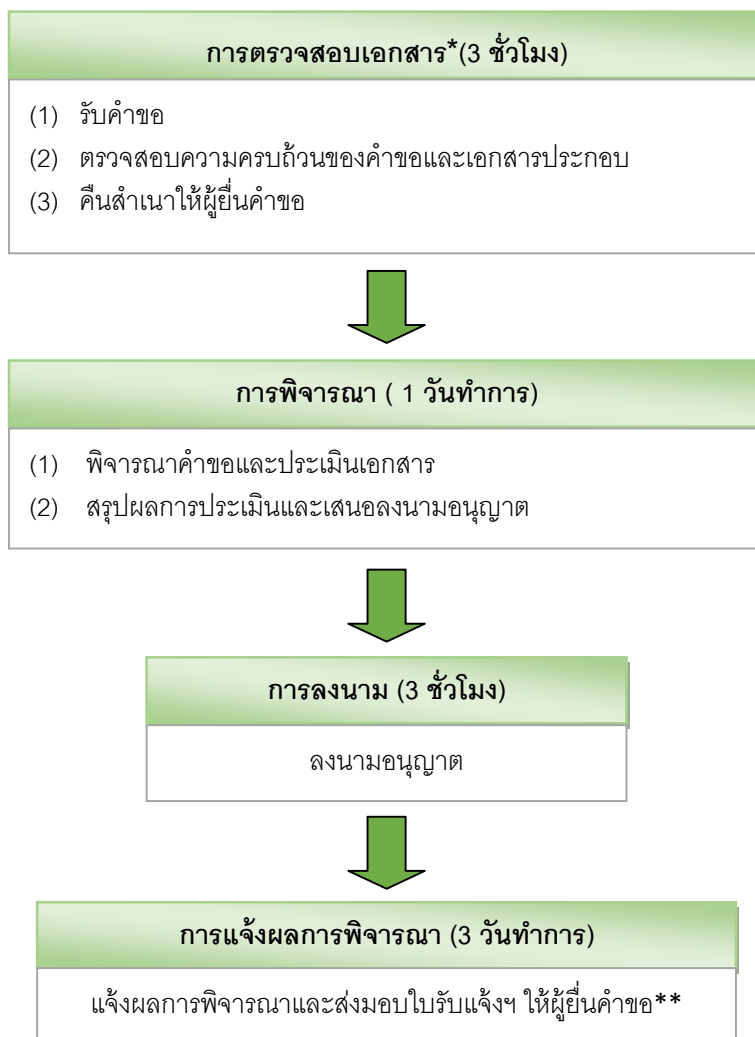 การตรวจสอบเอกสาร*(3 ชั่วโมง)
(1) รับคำขอ
(2) ตรวจสอบความครบถ้วนของคำขอและเอกสารประกอบ
(3) คืนสำเนาให้ผู้ยื่นคำขอ
การพิจารณา ( 1 วันทำการ)
(1) พิจารณาคำขอและประเมินเอกสาร
(2) สรุปผลการประเมินและเสนอลงนามอนุญาต
การลงนาม (3 ชั่วโมง)
ลงนามอนุญาต
การแจ้งผลการพิจารณา (3 วันทำการ)
แจ้งผลการพิจารณาและส่งมอบใบรับแจ้งฯ ให้ผู้ยื่นคำขอ**